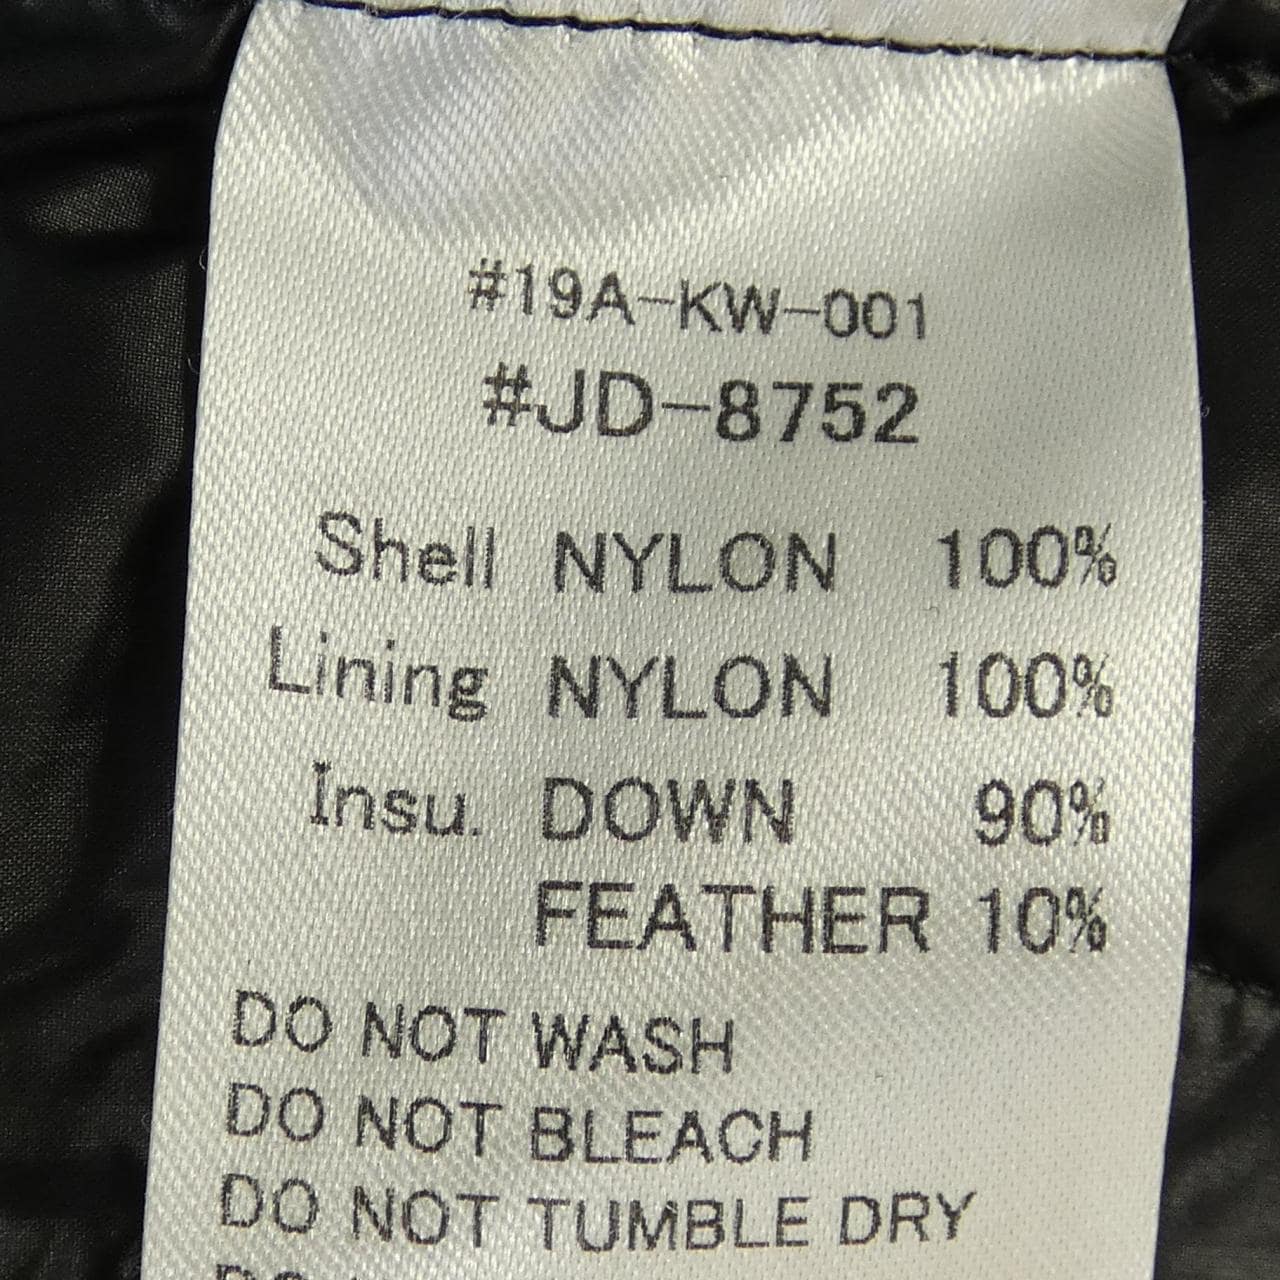 #19A-KW-001
#JD-8752
Shell NYLON 100%
Lining NYLON 100%
Insu. DOWN 90%
FEATHER 10%
DO NOT WASH
DO NOT BLEACH
DO NOT TUMBLE DRY